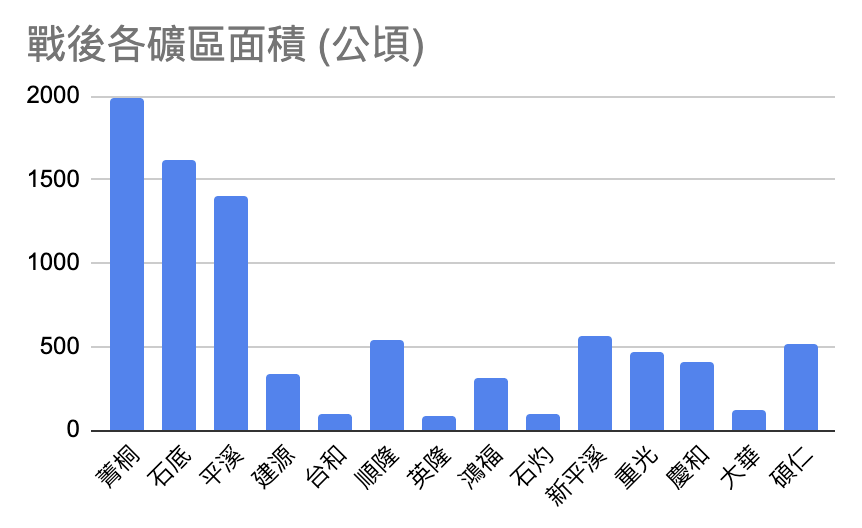 戰後各礦區面積 (公頃)
2000
1500
1000
500
0
菁桐
石底
平溪
建源
台和
順隆
英隆
鴻福
石灼
新平溪
重光
慶和
大華
碩仁